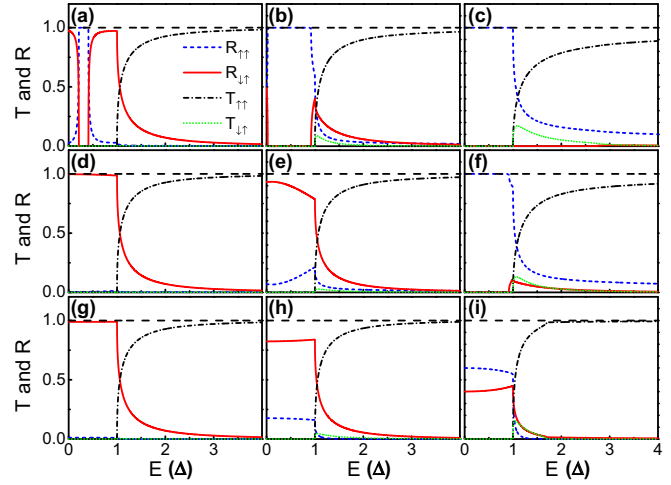 (a) (b) (c)
1.0
T and R
0.5
0.0
R↑↑
R↓↑
T↑↑
T↓↑
(d) (e) (f)
1.0
T and R
0.5
0.0
(g) (h) (i)
1.0
T and R
0.5
0.0
0 1 2 3 0 1 2 3 0 1 2 3 4
E (Δ) E (Δ) E (Δ)